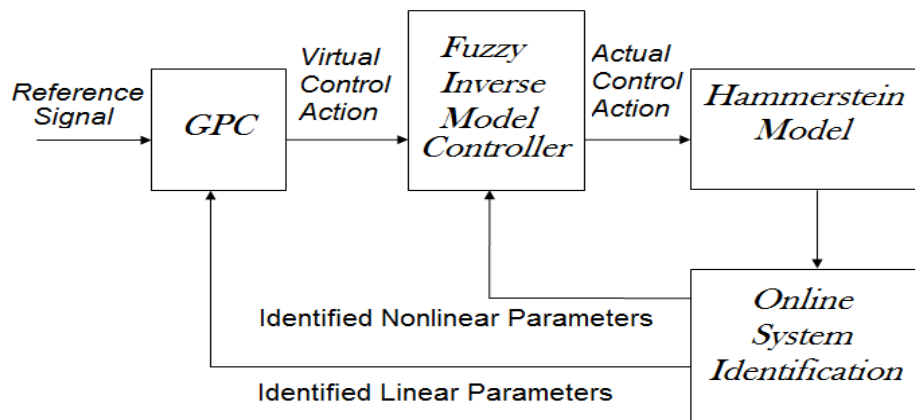 Reference
Signal
GPC
Virtual
Control
Action
Fuzzy
Inverse
Model
Controller
Actual
Control
Action
Hammerstein
Model
Online
System
Identification
Identified Nonlinear Parameters
Identified Linear Parameters